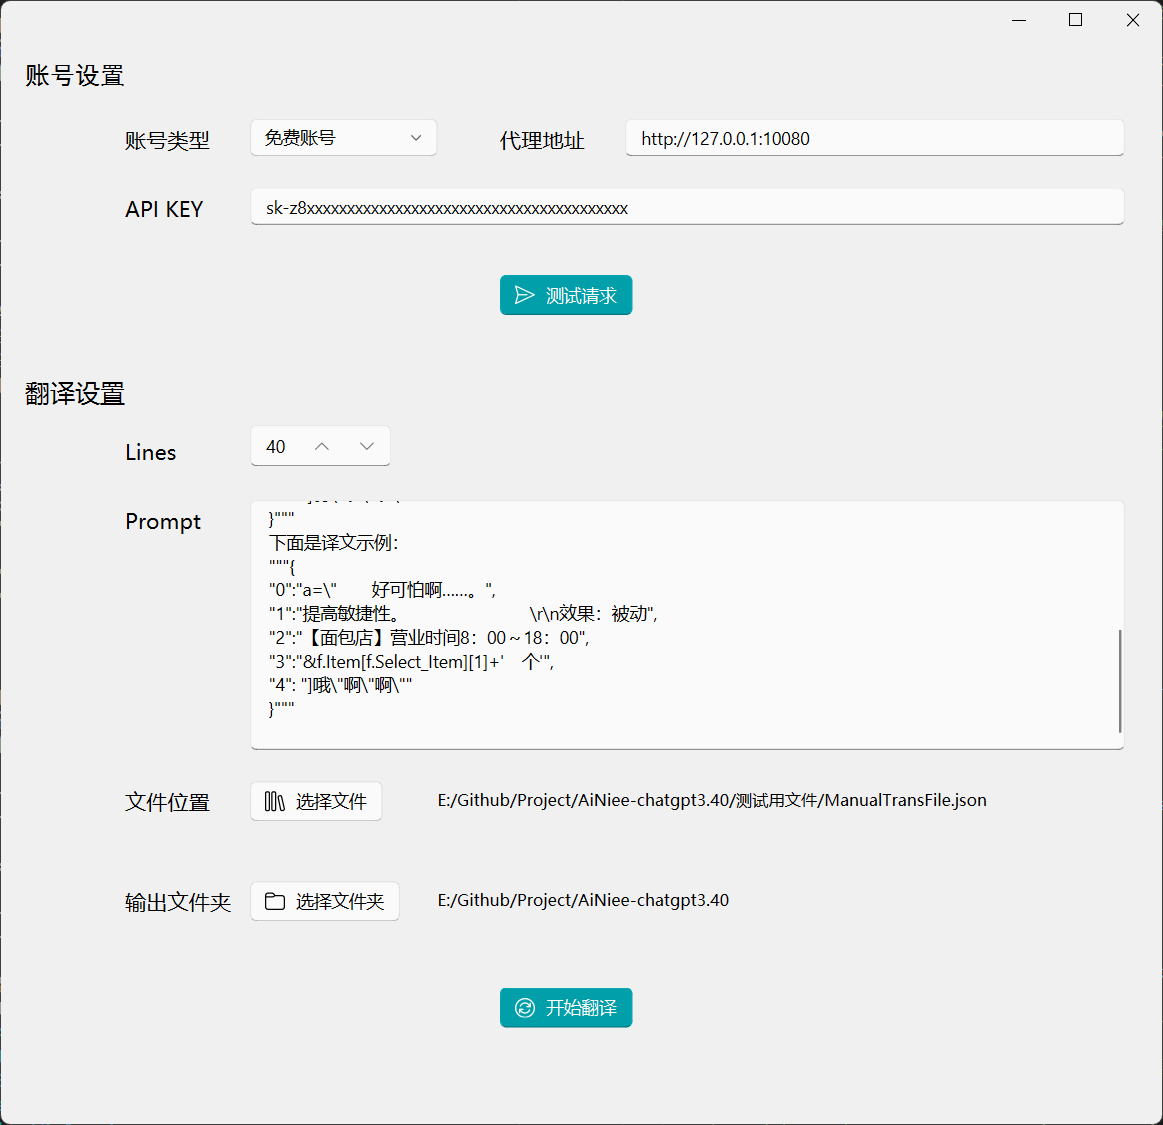 账号设置
账号类型 免费账号 代理地址 http://127.0.0.1:10080
API KEY sk-z8xxxxxxxxxxxxxxxxxxxxxxxxxxxxxxxxxxxxxxxx
测试请求
翻译设置
Lines 40
Prompt
}"""
下面是译文示例：
"""{
"0":"a=\"　　好可怕啊……。",
"1":"提高敏捷性。　　　　　　　\r\n效果：被动",
"2":"【面包店】营业时间8：00～18：00",
"3":"&f.Item[f.Select_Item][1]+'　个'",
"4": "]哦\"啊\"啊\""
}"""
文件位置 选择文件 E:/Github/Project/AiNiee-chatgpt3.40/测试用文件/ManualTransFile.json
输出文件夹 选择文件夹 E:/Github/Project/AiNiee-chatgpt3.40
开始翻译